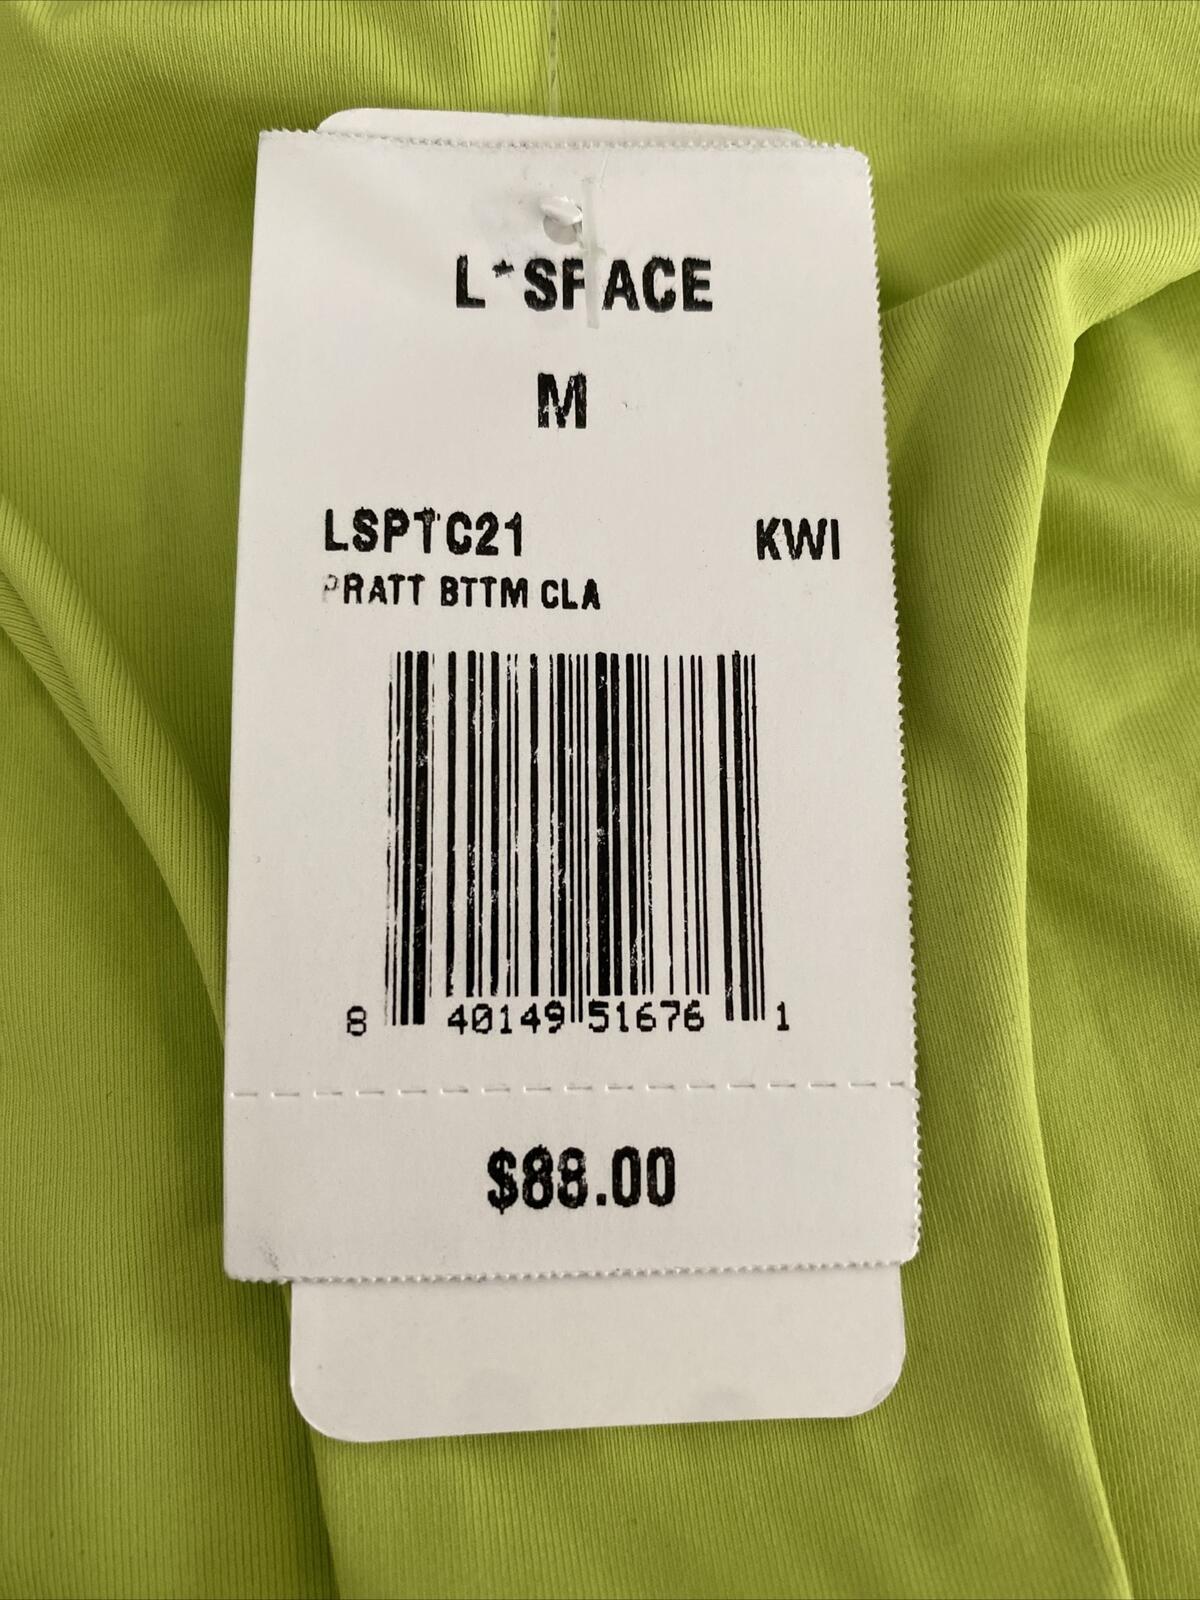 L*SPACE
M
LSPTC21 KWI
PRATT BTTM CLA
8 40149 51676 1
$88.00